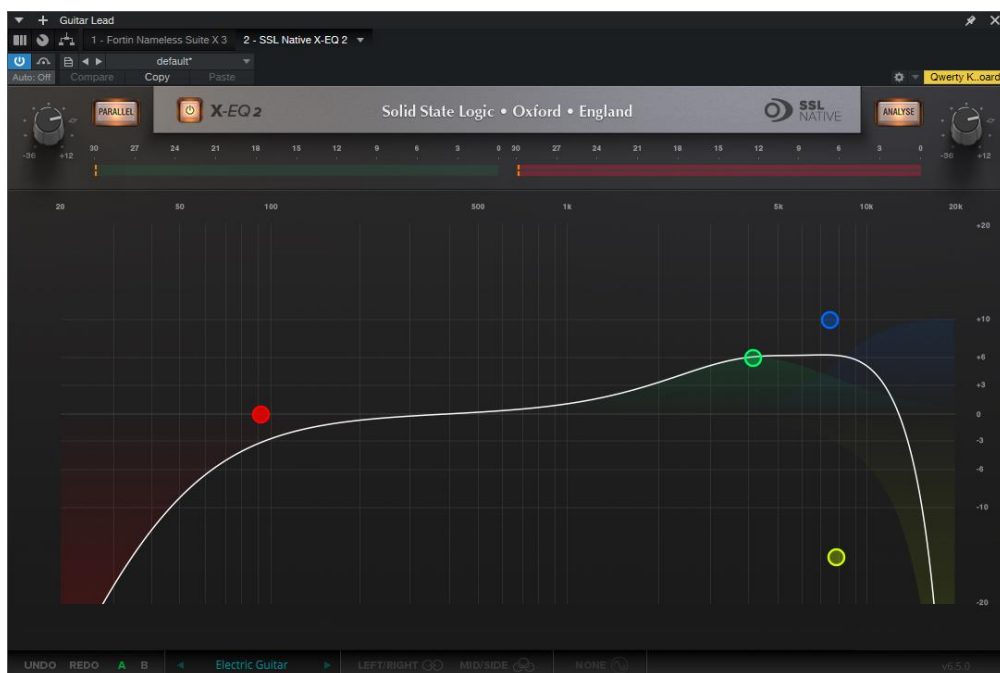 Guitar Lead
1 - Fortin Nameless Suite X 3 2 - SSL Native X-EQ 2
default*
Auto: Off Compare Copy Paste Qwerty K..oard
PARALLEL X-EQ 2 Solid State Logic • Oxford • England SSL NATIVE ANALYSE
-36 +12 30 27 24 21 18 15 12 9 6 3 0 30 27 24 21 18 15 12 9 6 3 0 -36 +12
20 50 100 500 1k 5k 10k 20k
+20
+10
+6
+3
0
-3
-6
-10
-20
UNDO REDO A B Electric Guitar LEFT/RIGHT MID/SIDE NONE v6.5.0